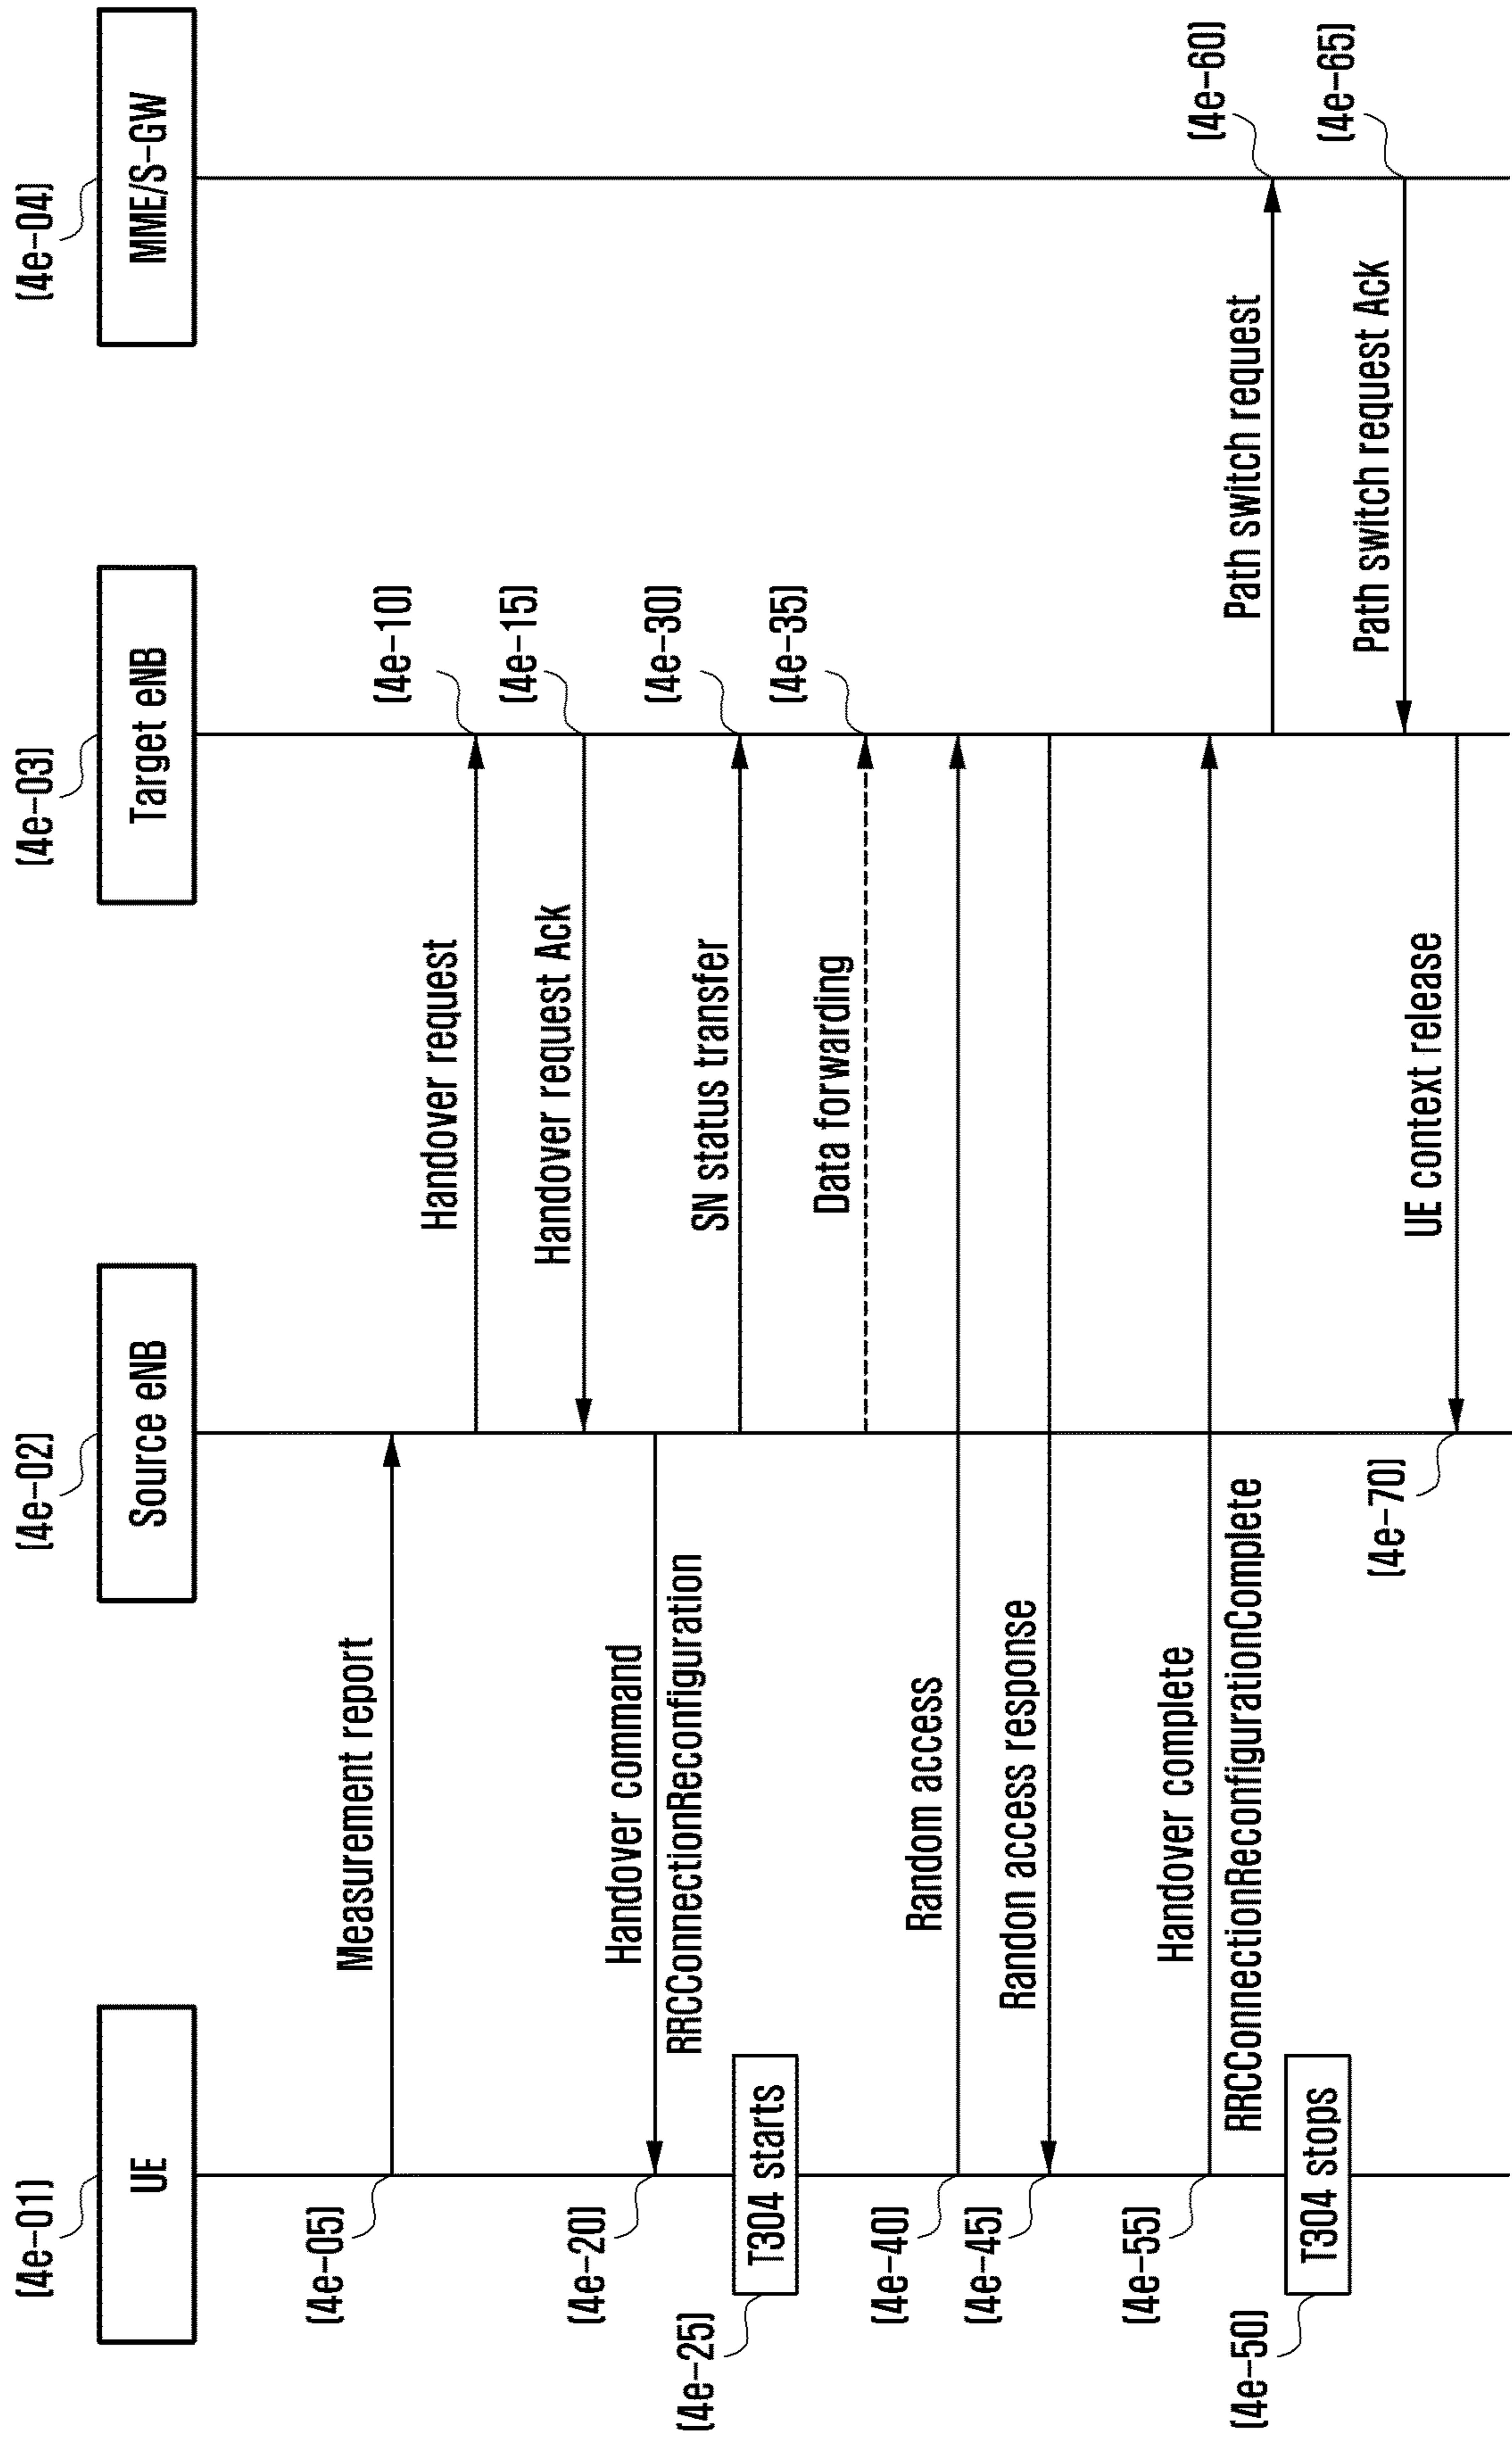 (4e-01)
UE
(4e-02)
Source eNB
(4e-03)
Target eNB
(4e-04)
MME/S-GW
(4e-05)
Measurement report
Handover request
(4e-10)
Handover request Ack
(4e-15)
(4e-20)
Handover command
RRCConnectionReconfiguration
(4e-25)
T304 starts
SN status transfer
(4e-30)
Data forwarding
(4e-35)
(4e-40)
Random access
(4e-45)
Randon access response
(4e-55)
Handover complete
RRCConnectionReconfigurationComplete
(4e-50)
T304 stops
Path switch request
(4e-60)
Path switch request Ack
(4e-65)
UE context release
(4e-70)